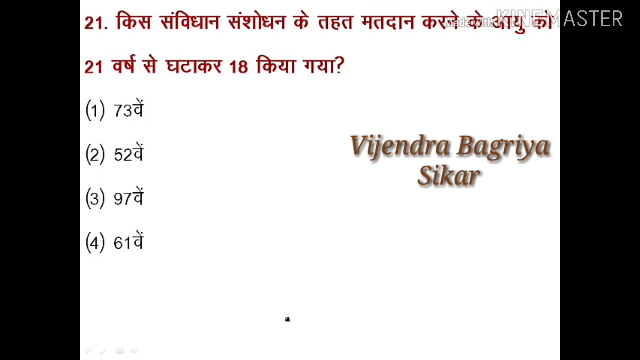 21. किस संविधान संशोधन के तहत मतदान करने के आयु को
21 वर्ष से घटाकर 18 किया गया?
(1) 73वें
(2) 52वें
(3) 97वें
(4) 61वें
Vijendra Bagriya
Sikar
KINEMASTER